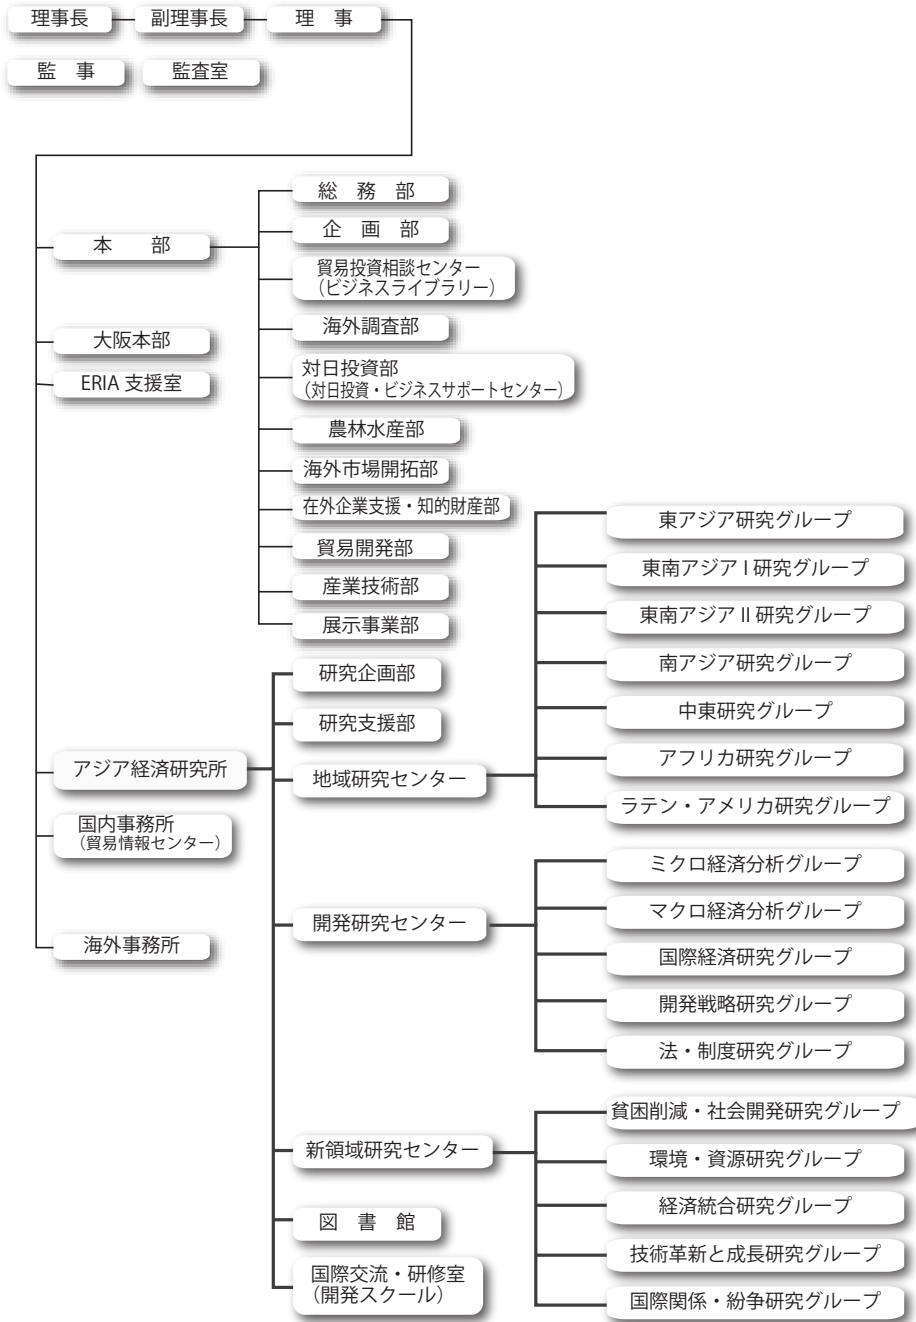 理事長
副理事長
理　事
監　事
監査室
本　　部
総　務　部
企　画　部
貿易投資相談センター
（ビジネスライブラリー）
海外調査部
対日投資部
（対日投資・ビジネスサポートセンター）
農林水産部
海外市場開拓部
在外企業支援・知的財産部
貿易開発部
産業技術部
展示事業部
大阪本部
ERIA 支援室
アジア経済研究所
研究企画部
研究支援部
地域研究センター
東アジア研究グループ
東南アジア I 研究グループ
東南アジア II 研究グループ
南アジア研究グループ
中東研究グループ
アフリカ研究グループ
ラテン・アメリカ研究グループ
開発研究センター
ミクロ経済分析グループ
マクロ経済分析グループ
国際経済研究グループ
開発戦略研究グループ
法・制度研究グループ
新領域研究センター
貧困削減・社会開発研究グループ
環境・資源研究グループ
経済統合研究グループ
技術革新と成長研究グループ
国際関係・紛争研究グループ
図　書　館
国際交流・研修室
（開発スクール）
国内事務所
（貿易情報センター）
海外事務所